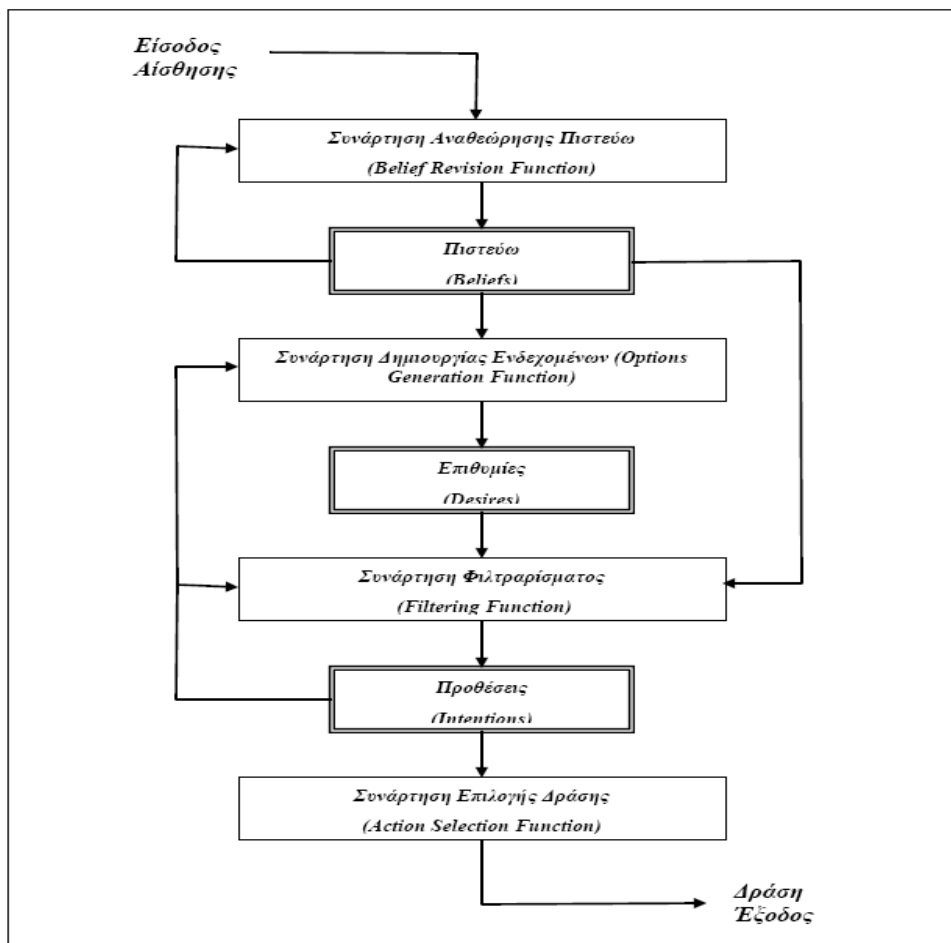 Είσοδος
Αίσθησης
Συνάρτηση Αναθεώρησης Πιστεύω
(Belief Revision Function)
Πιστεύω
(Beliefs)
Συνάρτηση Δημιουργίας Ενδεχομένων (Options
Generation Function)
Επιθυμίες
(Desires)
Συνάρτηση Φιλτραρίσματος
(Filtering Function)
Προθέσεις
(Intentions)
Συνάρτηση Επιλογής Δράσης
(Action Selection Function)
Δράση
Έξοδος